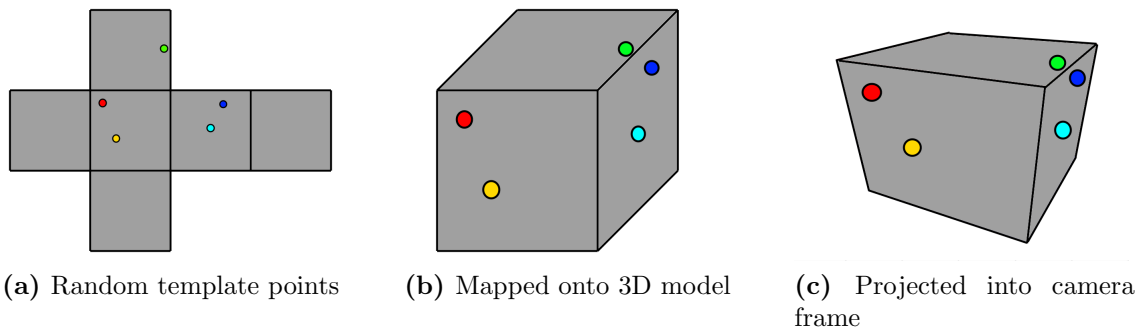 (a) Random template points
(b) Mapped onto 3D model
(c) Projected into camera
frame